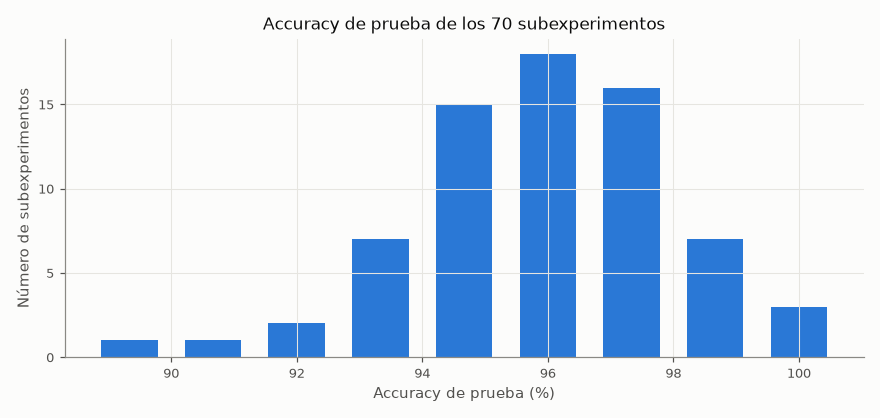 Accuracy de prueba de los 70 subexperimentos
Número de subexperimentos
15
10
5
0
90 92 94 96 98 100
Accuracy de prueba (%)